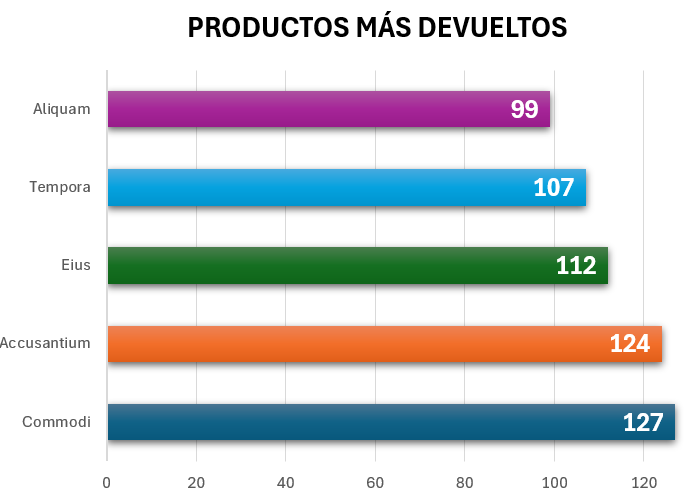 PRODUCTOS MÁS DEVUELTOS
Aliquam 99
Tempora 107
Eius 112
Accusantium 124
Commodi 127
0 20 40 60 80 100 120